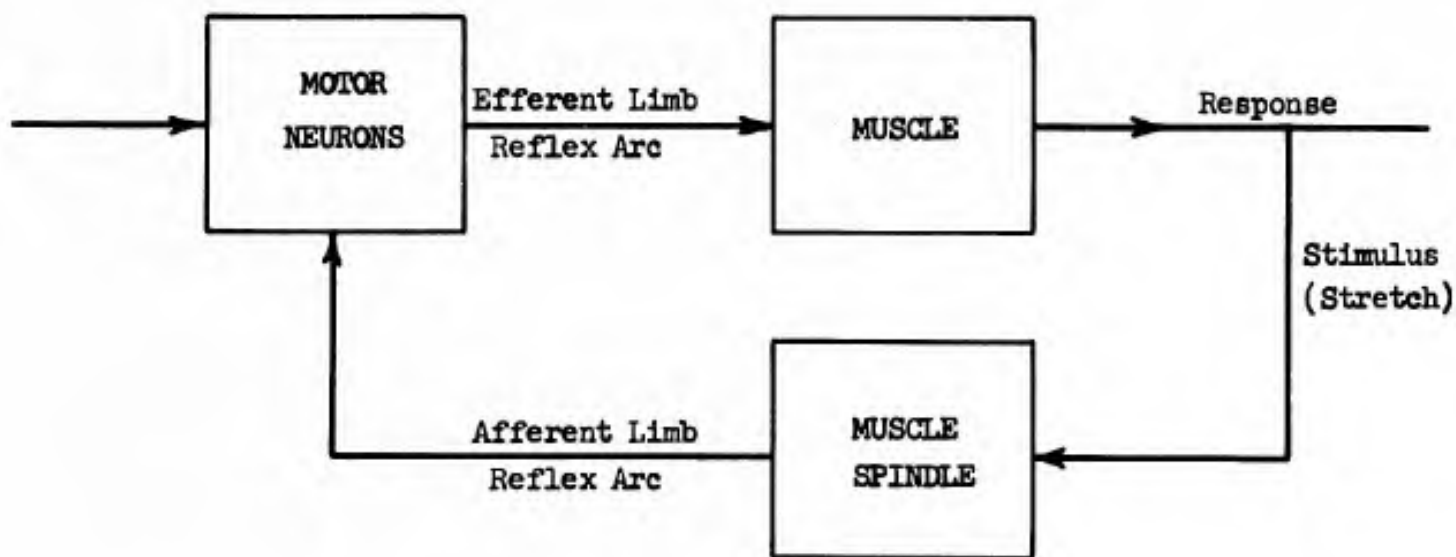 MOTOR
NEURONS
Efferent Limb
Reflex Arc
MUSCLE
Response
Stimulus
(Stretch)
Afferent Limb
Reflex Arc
MUSCLE
SPINDLE